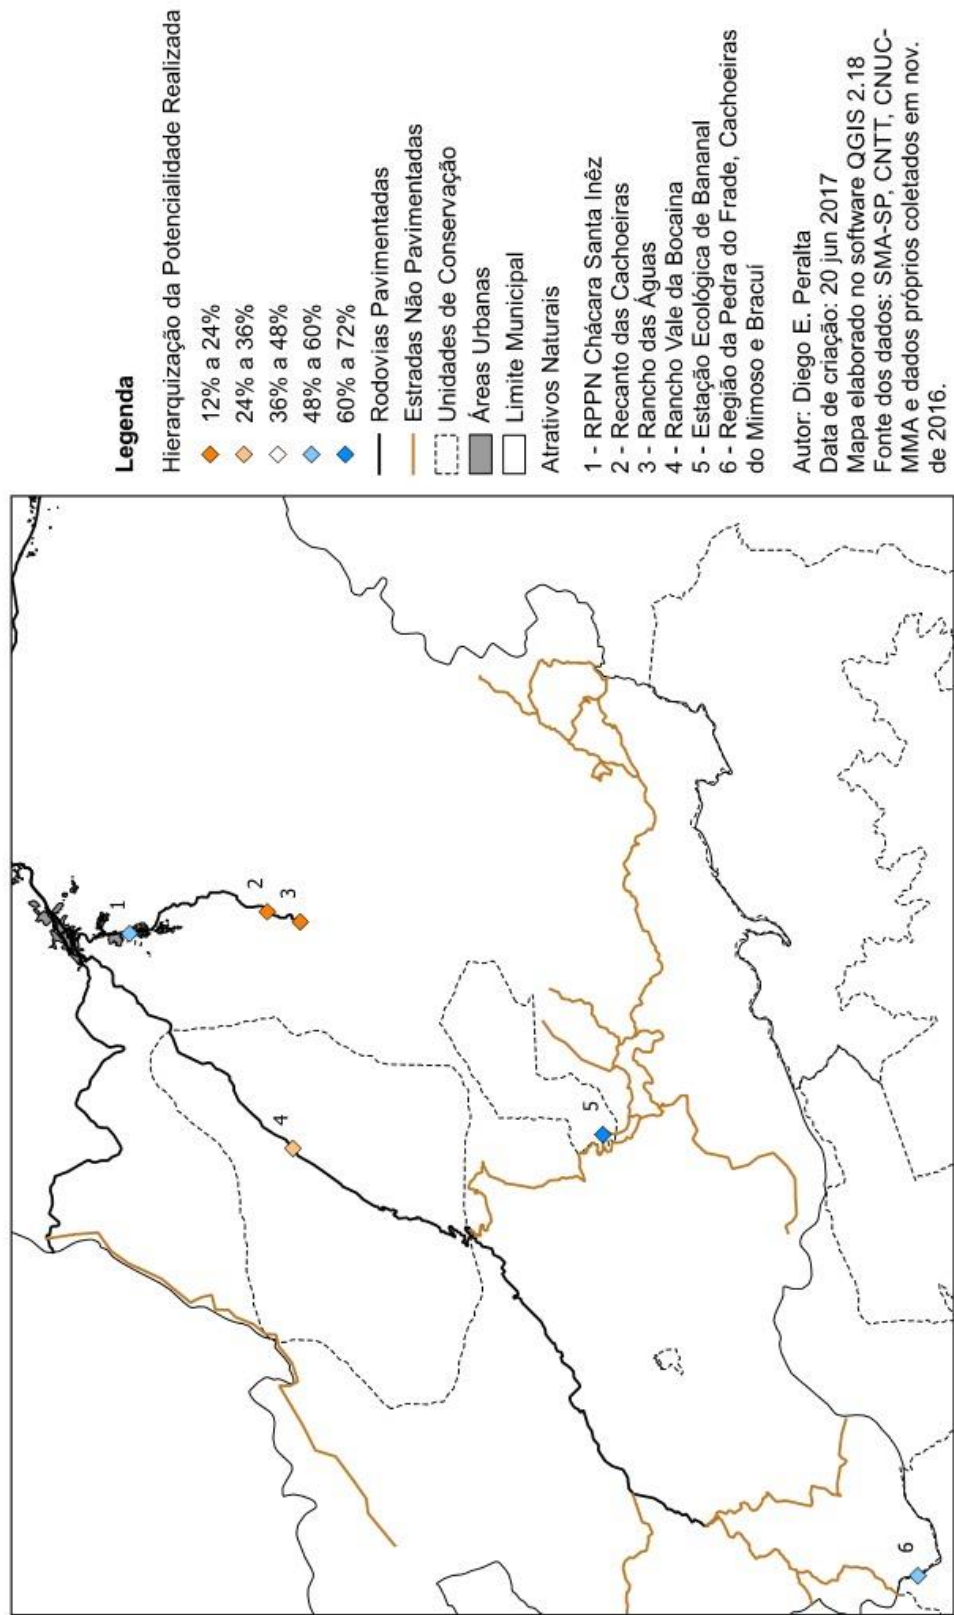 Legenda
Hierarquização da Potencialidade Realizada
12% a 24%
24% a 36%
36% a 48%
48% a 60%
60% a 72%
Rodovias Pavimentadas
Estradas Não Pavimentadas
Unidades de Conservação
Áreas Urbanas
Limite Municipal
Atrativos Naturais
1 - RPPN Chácara Santa Inêz
2 - Recanto das Cachoeiras
3 - Rancho das Águas
4 - Rancho Vale da Bocaina
5 - Estação Ecológica de Bananal
6 - Região da Pedra do Frade, Cachoeiras
do Mimoso e Bracuí
Autor: Diego E. Peralta
Data de criação: 20 jun 2017
Mapa elaborado no software QGIS 2.18
Fonte dos dados: SMA-SP, CNTT, CNUC-
MMA e dados próprios coletados em nov.
de 2016.
1
2
3
4
5
6